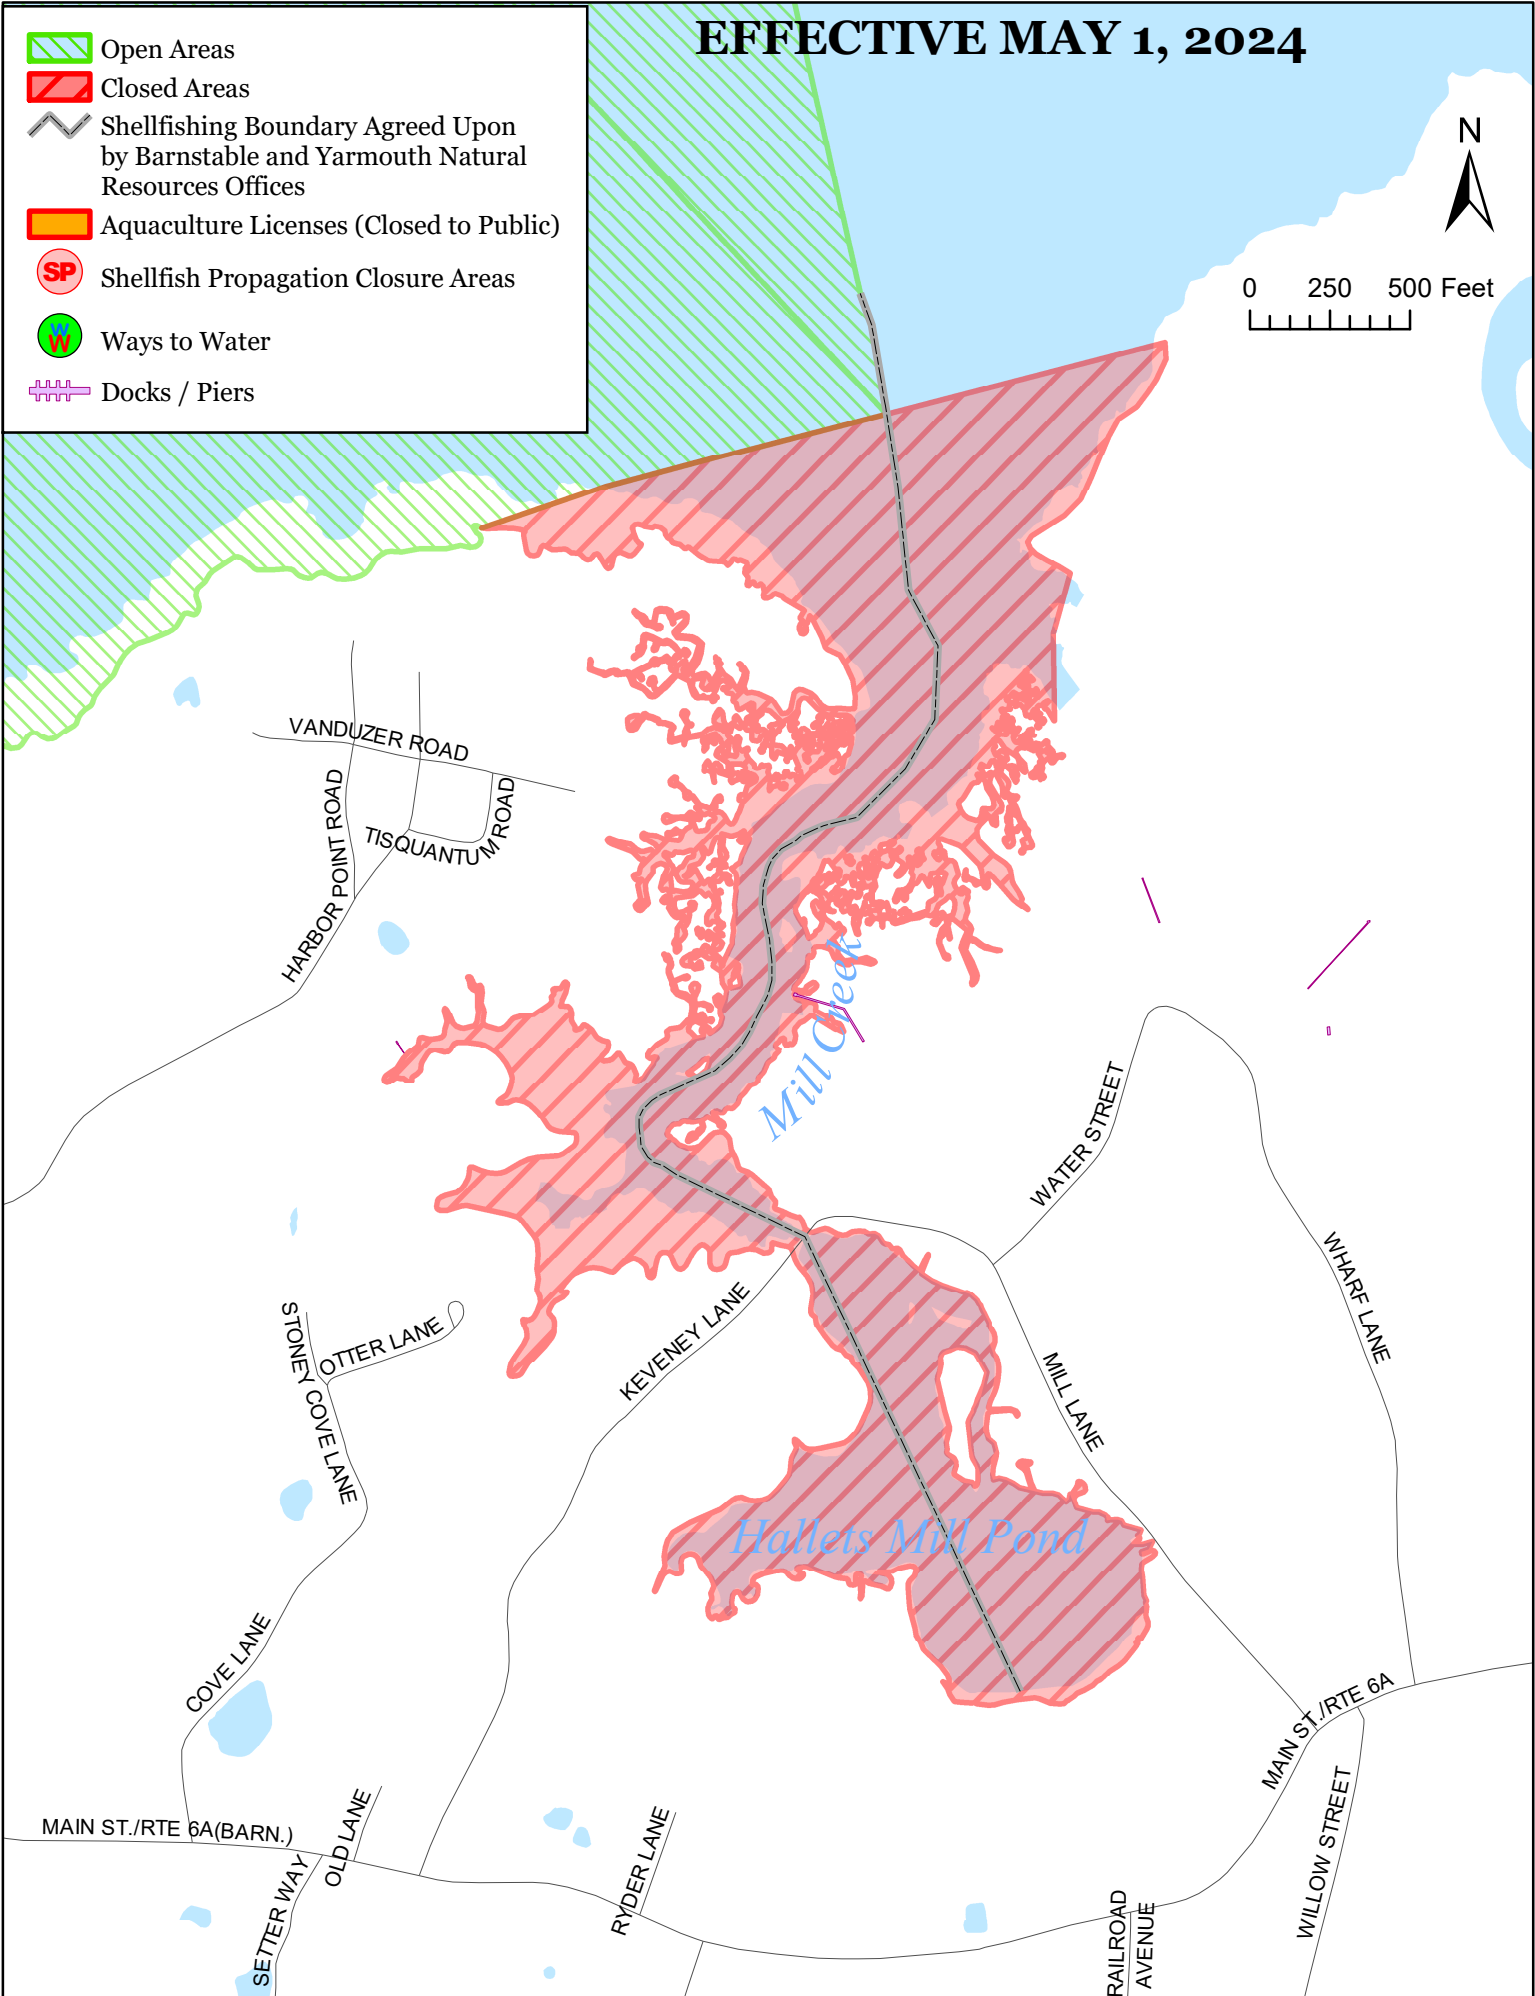 EFFECTIVE MAY 1, 2024
Open Areas
Closed Areas
Shellfishing Boundary Agreed Upon
by Barnstable and Yarmouth Natural
Resources Offices
Aquaculture Licenses (Closed to Public)
SP
Shellfish Propagation Closure Areas
W
W
Ways to Water
Docks / Piers
N
0 250 500 Feet
VANDUZER ROAD
HARBOR POINT ROAD
TISQUANTUM ROAD
Mill Creek
WATER STREET
WHARF LANE
KEVENEY LANE
STONEY COVE LANE
OTTER LANE
MILL LANE
Hallets Mill Pond
COVE LANE
MAIN ST./RTE 6A
MAIN ST./RTE 6A(BARN.)
OLD LANE
SETTER WAY
RYDER LANE
WILLOW STREET
RAILROAD
AVENUE